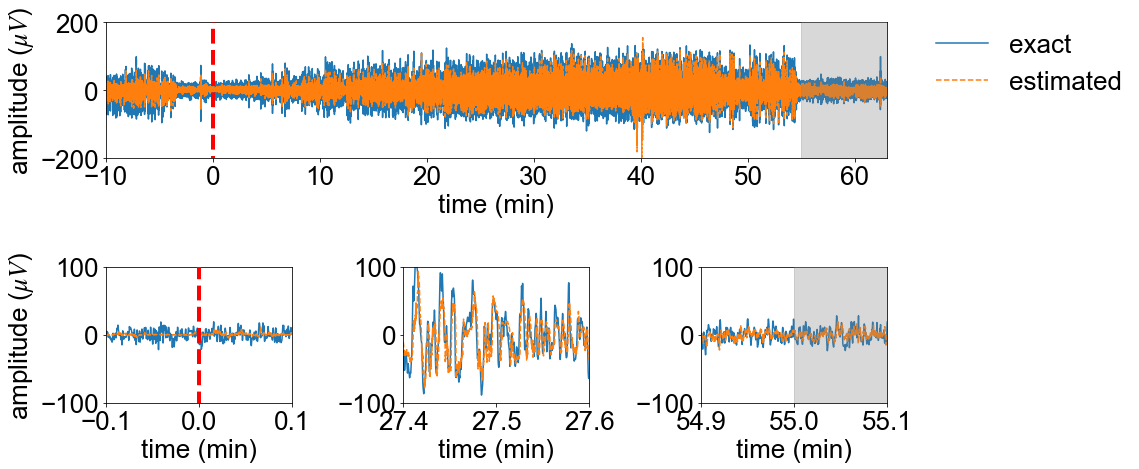 amplitude (μV)
200
0
−200
−10 0 10 20 30 40 50 60
time (min)
exact
estimated
amplitude (μV)
100
0
−100
−0.1 0.0 0.1
time (min)
100
0
−100
27.4 27.5 27.6
time (min)
100
0
−100
54.9 55.0 55.1
time (min)